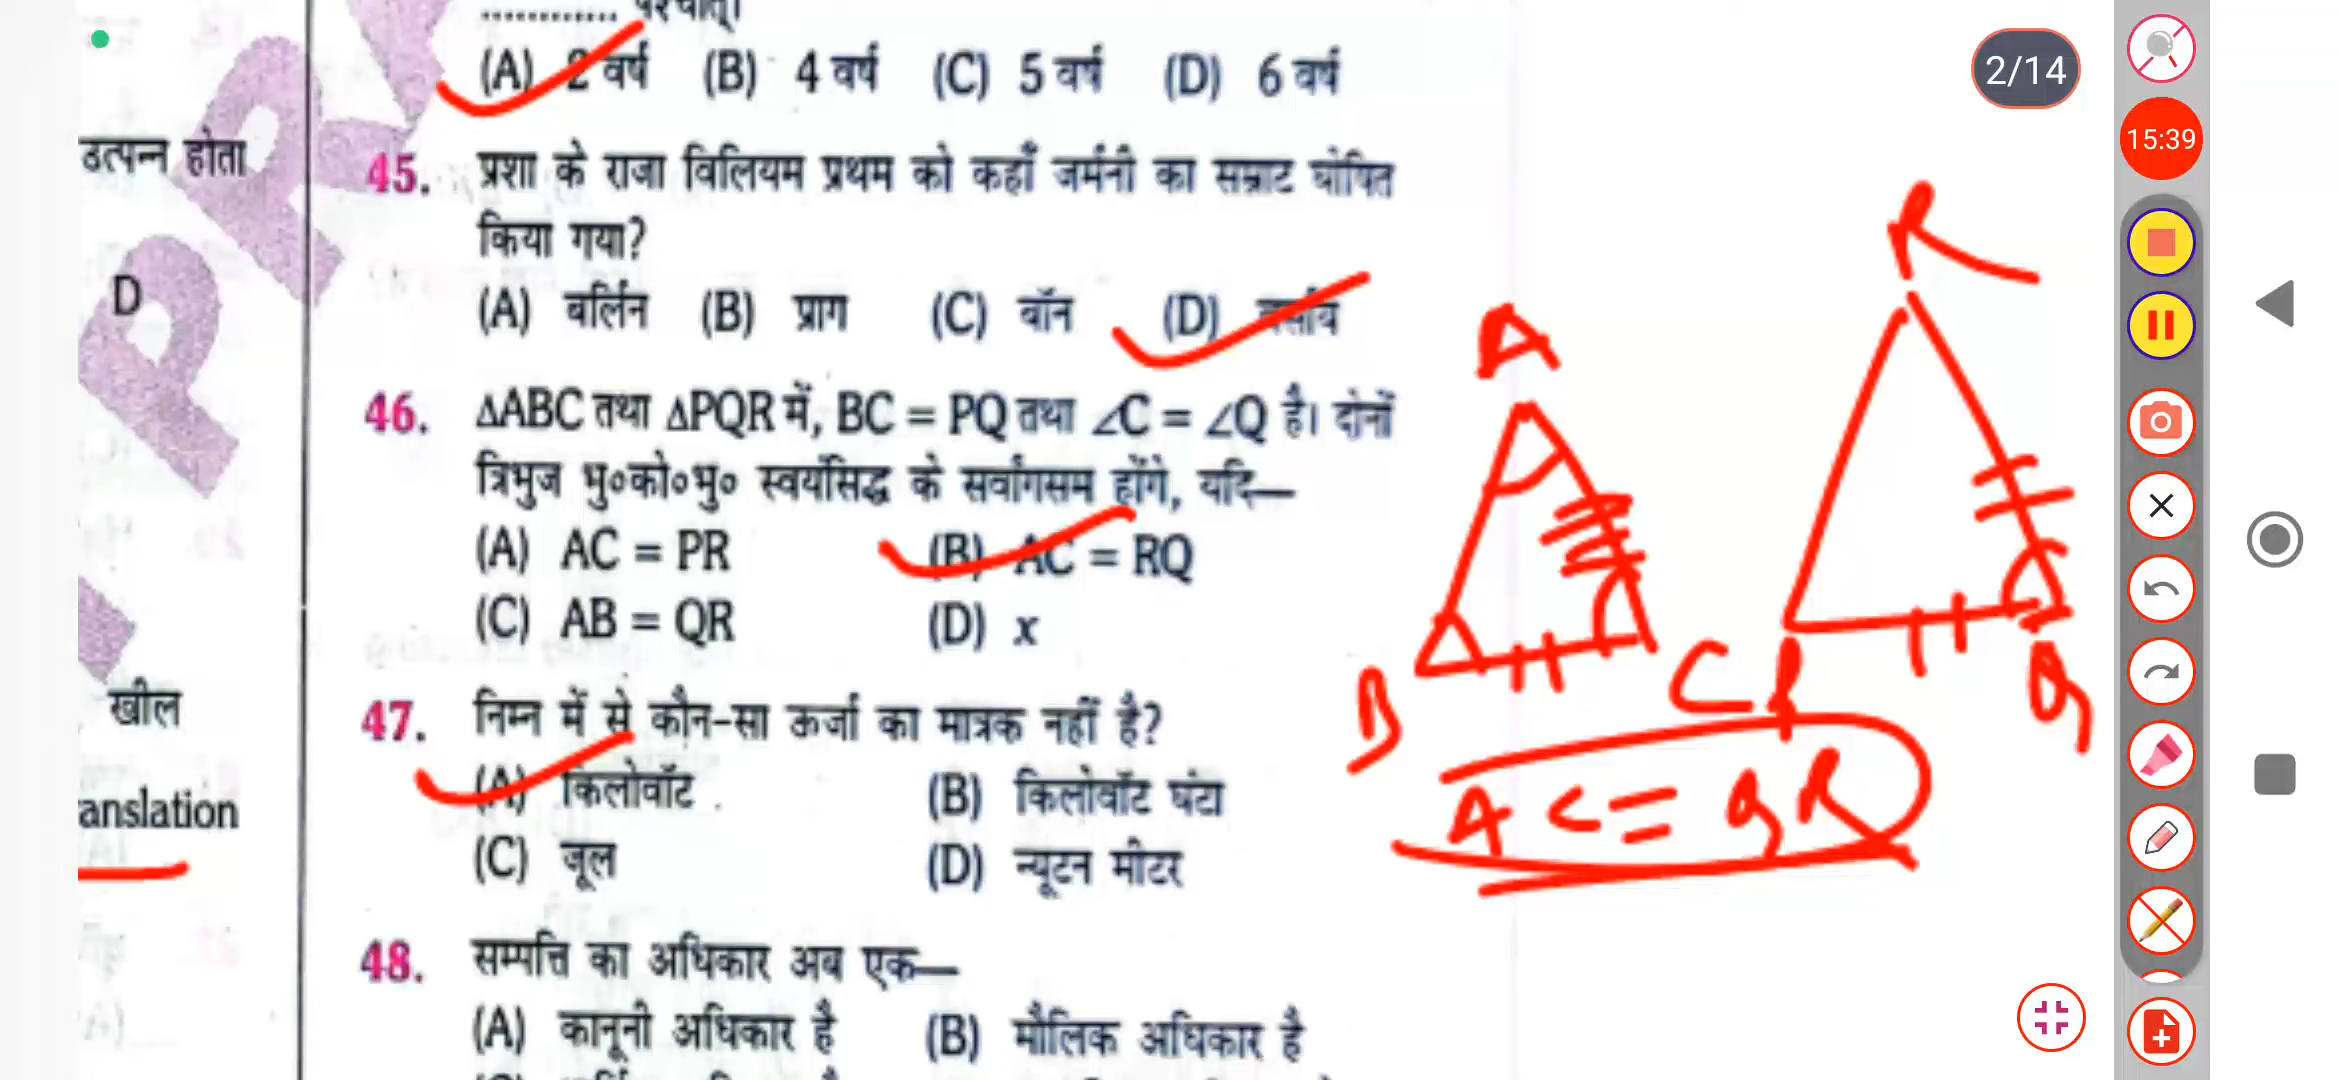 ............ पश्चात्।
(A) 2 वर्ष (B) 4 वर्ष (C) 5 वर्ष (D) 6 वर्ष
उत्पन्न होता
D
खील
anslation
45. प्रशा के राजा विलियम प्रथम को कहाँ जर्मनी का सम्राट घोषित
किया गया?
(A) बर्लिन (B) प्राग (C) बॉन (D) वर्साय
46. ΔABC तथा ΔPQR में, BC = PQ तथा ∠C = ∠Q है। दोनों
त्रिभुज भु०को०भु० स्वयंसिद्ध के सर्वांगसम होंगे, यदि—
(A) AC = PR (B) AC = RQ
(C) AB = QR (D) x
47. निम्न में से कौन-सा ऊर्जा का मात्रक नहीं है?
(A) किलोवॉट (B) किलोवॉट घंटा
(C) जूल (D) न्यूटन मीटर
48. सम्पत्ति का अधिकार अब एक—
(A) कानूनी अधिकार है (B) मौलिक अधिकार है
A
B
C
R
P
Q
AC = QR
2/14
15:39